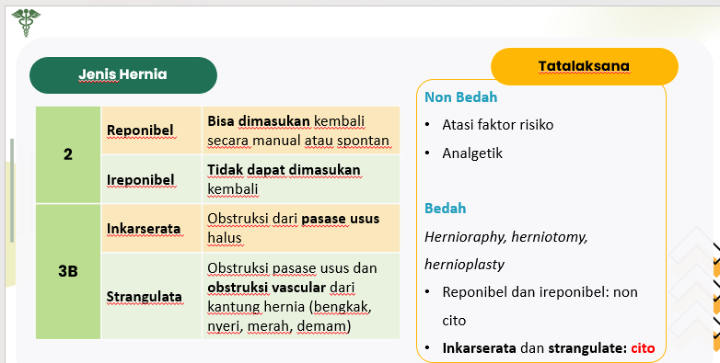 Jenis Hernia
2
Reponibel
Bisa dimasukan kembali
secara manual atau spontan
Ireponibel
Tidak dapat dimasukan
kembali
3B
Inkarserata
Obstruksi dari pasase usus
halus
Strangulata
Obstruksi pasase usus dan
obstruksi vascular dari
kantung hernia (bengkak,
nyeri, merah, demam)
Tatalaksana
Non Bedah
• Atasi faktor risiko
• Analgetik
Bedah
Hernioraphy, herniotomy,
hernioplasty
• Reponibel dan ireponibel: non
cito
• Inkarserata dan strangulate: cito